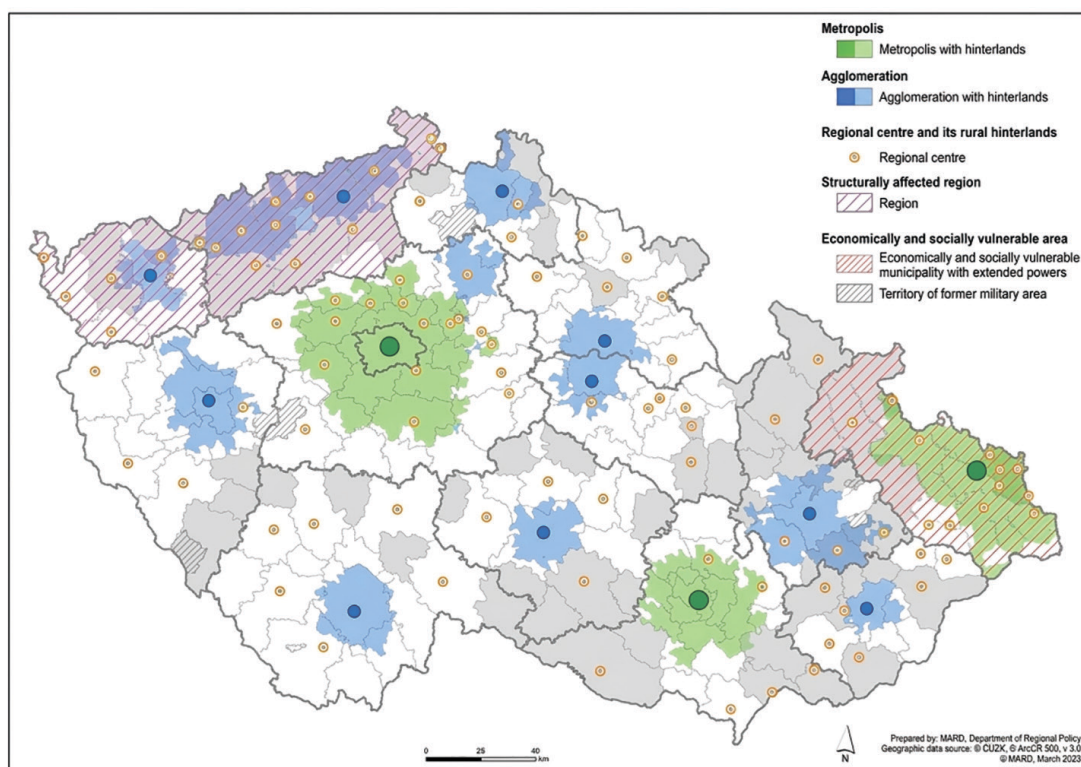 Metropolis
Metropolis with hinterlands
Agglomeration
Agglomeration with hinterlands
Regional centre and its rural hinterlands
Regional centre
Structurally affected region
Region
Economically and socially vulnerable area
Economically and socially vulnerable
municipality with extended powers
Territory of former military area
0 25 40
km
N
Prepared by: MARD, Department of Regional Policy
Geographic data source: © CUZK, © ArcCR 500, v 3.0
© MARD, March 2023